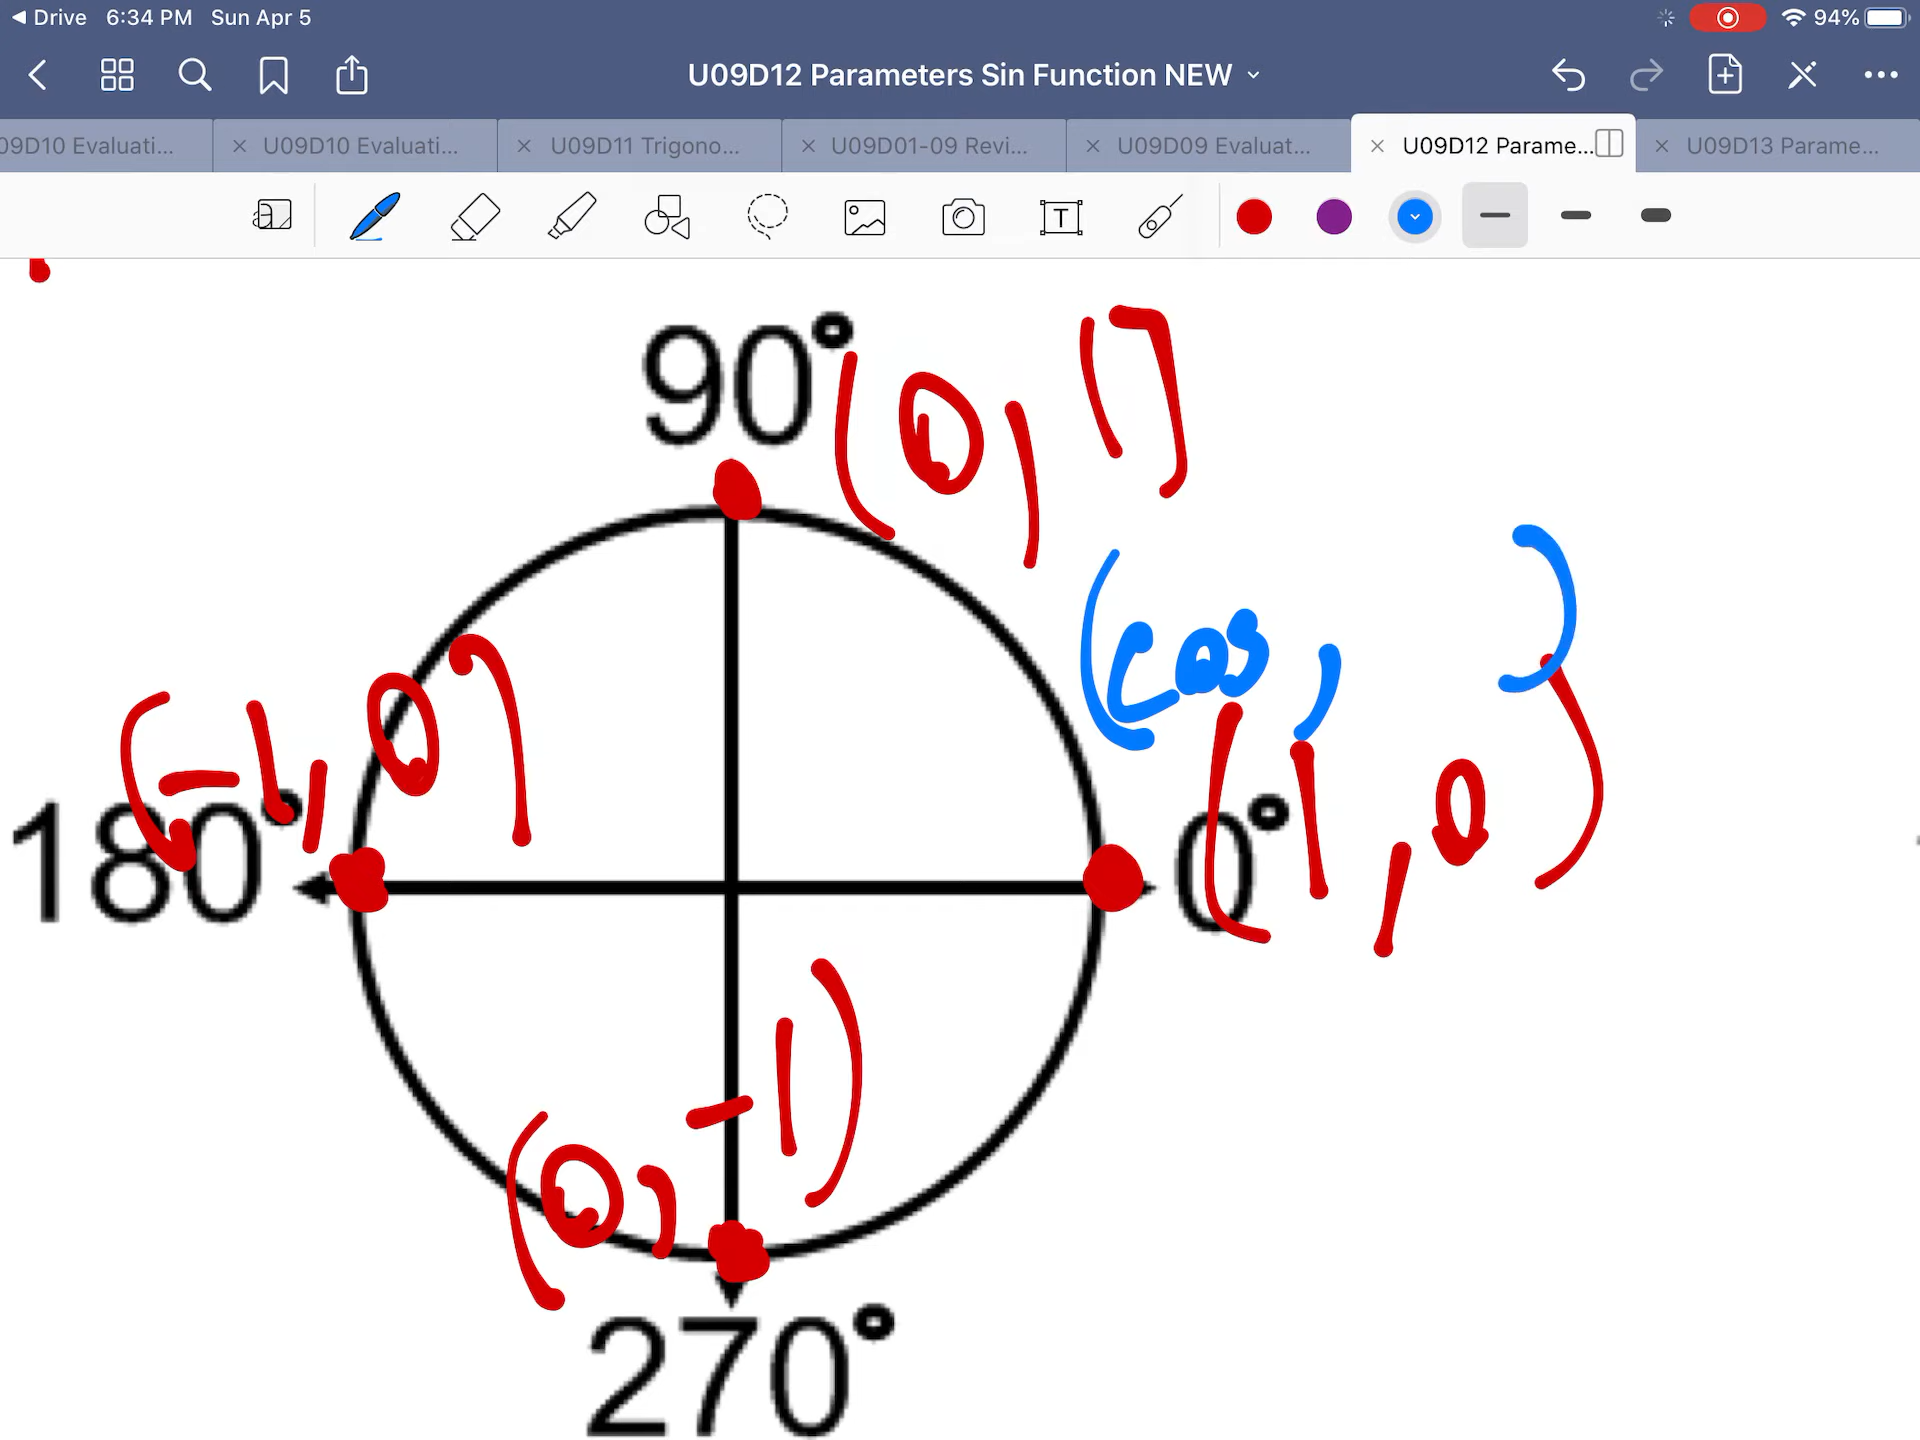 Drive 6:34 PM Sun Apr 5 94%
U09D12 Parameters Sin Function NEW
09D10 Evaluati... U09D10 Evaluati... U09D11 Trigono... U09D01-09 Revi... U09D09 Evaluat... U09D12 Parame... U09D13 Parame...
T
90°
(0, 1)
(cos, )
(-1, 0)
180°
0°
(1, 0)
(0, -1)
270°